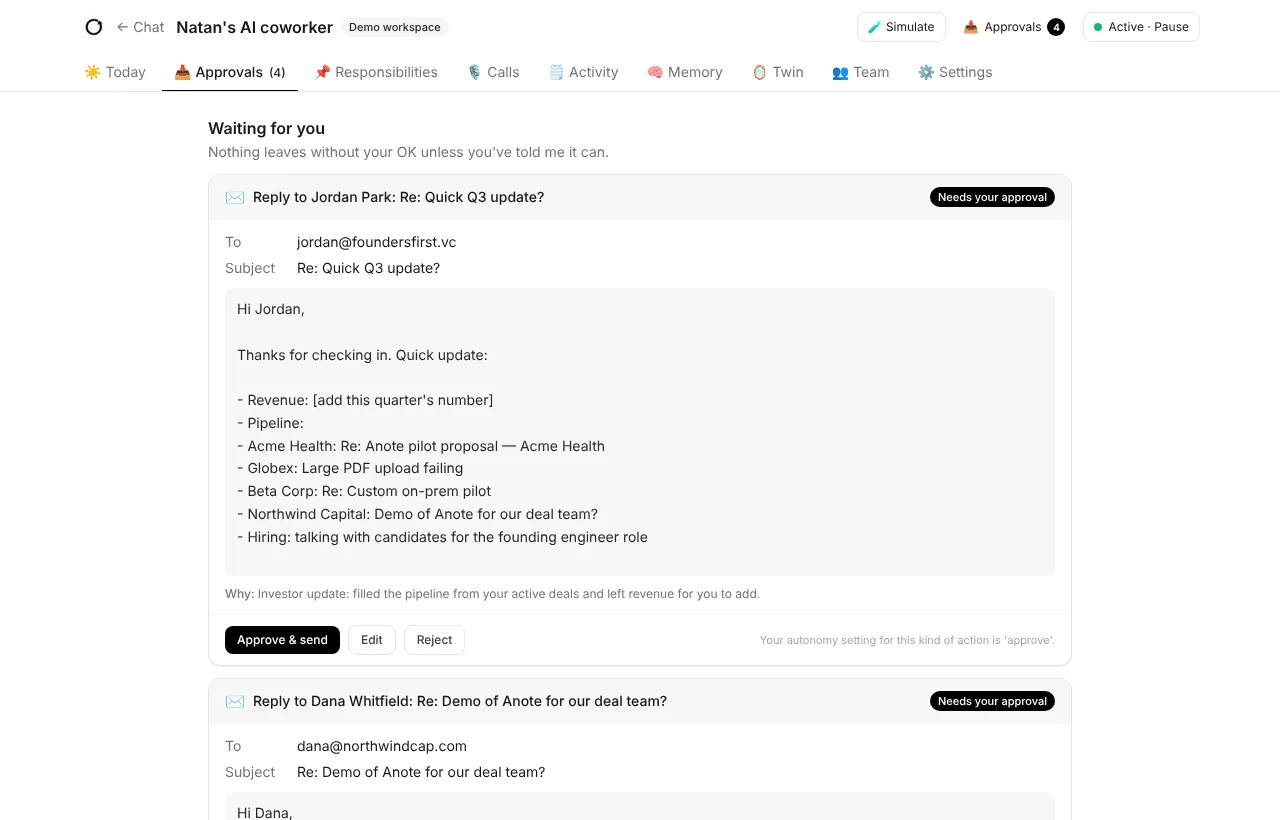 ← Chat Natan's AI coworker Demo workspace Simulate Approvals 4 Active · Pause
Today Approvals (4) Responsibilities Calls Activity Memory Twin Team Settings
Waiting for you
Nothing leaves without your OK unless you've told me it can.
Reply to Jordan Park: Re: Quick Q3 update? Needs your approval
To jordan@foundersfirst.vc
Subject Re: Quick Q3 update?
Hi Jordan,
Thanks for checking in. Quick update:
- Revenue: [add this quarter's number]
- Pipeline:
- Acme Health: Re: Anote pilot proposal — Acme Health
- Globex: Large PDF upload failing
- Beta Corp: Re: Custom on-prem pilot
- Northwind Capital: Demo of Anote for our deal team?
- Hiring: talking with candidates for the founding engineer role
Why: Investor update: filled the pipeline from your active deals and left revenue for you to add.
Approve & send Edit Reject Your autonomy setting for this kind of action is 'approve'.
Reply to Dana Whitfield: Re: Demo of Anote for our deal team? Needs your approval
To dana@northwindcap.com
Subject Re: Demo of Anote for our deal team?
Hi Dana,